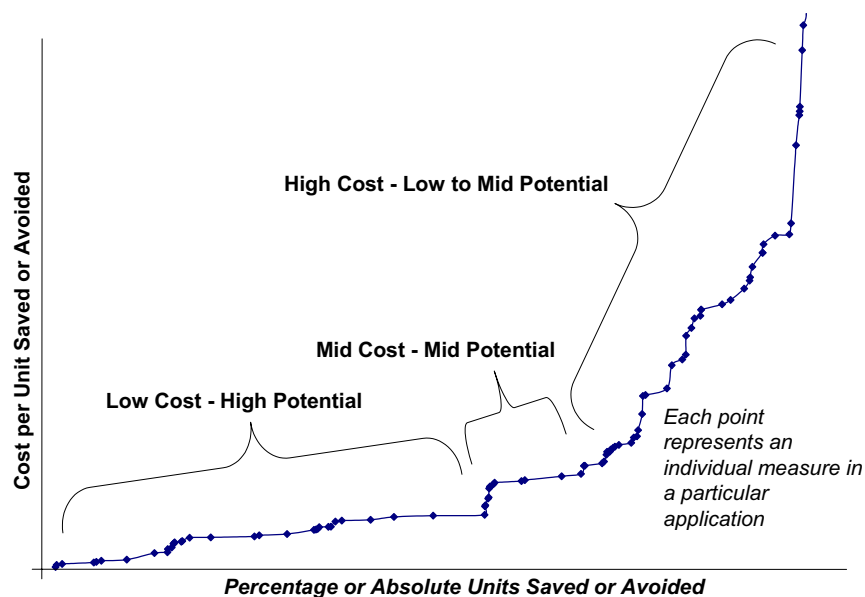 High Cost - Low to Mid Potential
Mid Cost - Mid Potential
Low Cost - High Potential
Each point
represents an
individual measure in
a particular
application
Cost per Unit Saved or Avoided
Percentage or Absolute Units Saved or Avoided